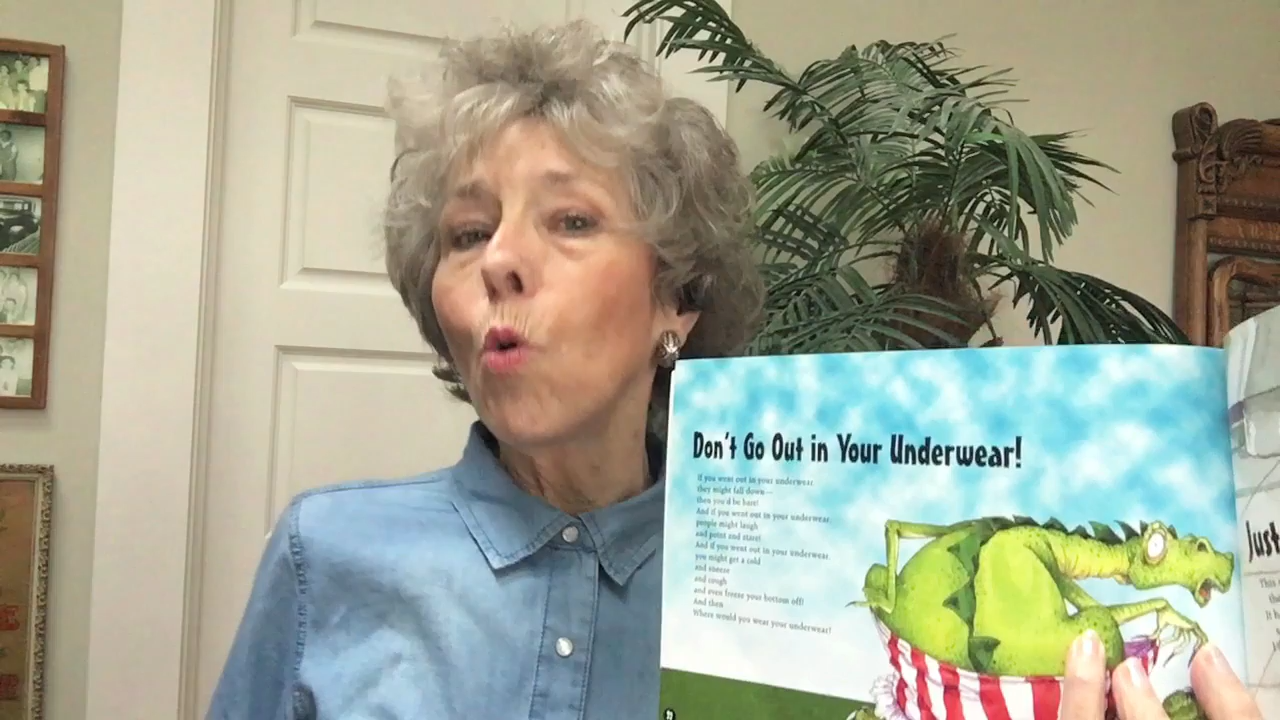 Don't Go Out in Your Underwear!
If you went out in your underwear
they might fall down—
then you'd be bare!
And if you went out in your underwear
people might laugh
and point and stare!
And if you went out in your underwear
you might get a cold
and sneeze
and cough
and even freeze your bottom off!
And then
Where would you wear your underwear!
Just